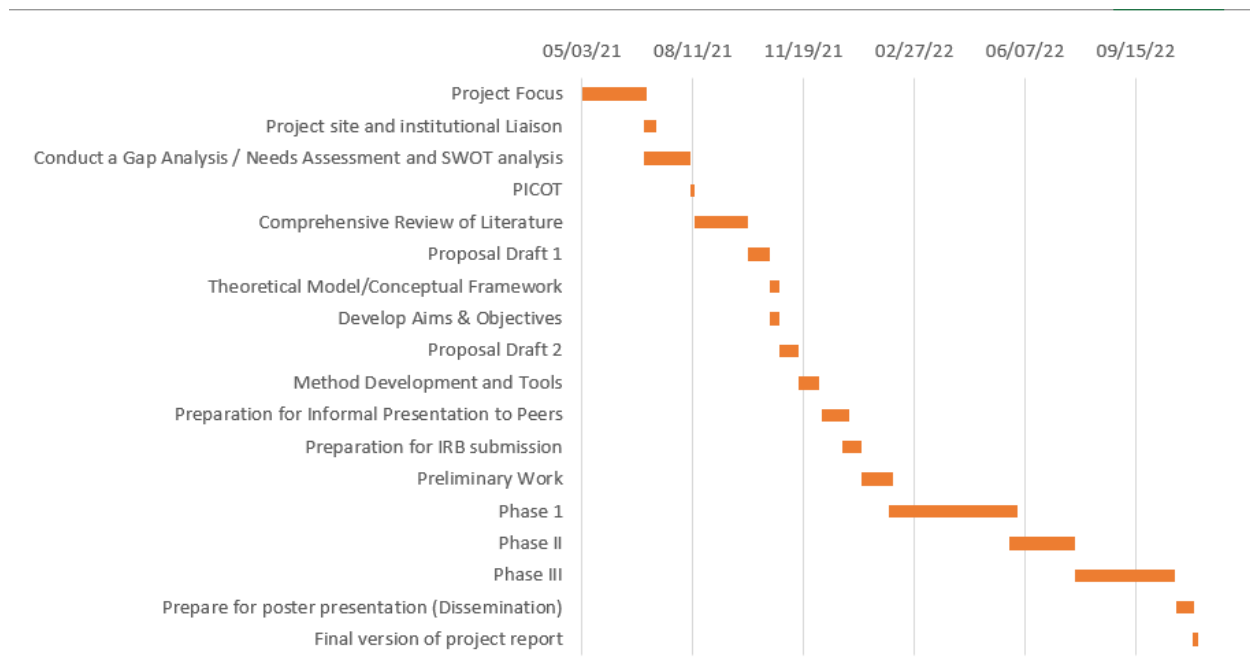 05/03/21 08/11/21 11/19/21 02/27/22 06/07/22 09/15/22
Project Focus
Project site and institutional Liaison
Conduct a Gap Analysis / Needs Assessment and SWOT analysis
PICOT
Comprehensive Review of Literature
Proposal Draft 1
Theoretical Model/Conceptual Framework
Develop Aims & Objectives
Proposal Draft 2
Method Development and Tools
Preparation for Informal Presentation to Peers
Preparation for IRB submission
Preliminary Work
Phase 1
Phase II
Phase III
Prepare for poster presentation (Dissemination)
Final version of project report